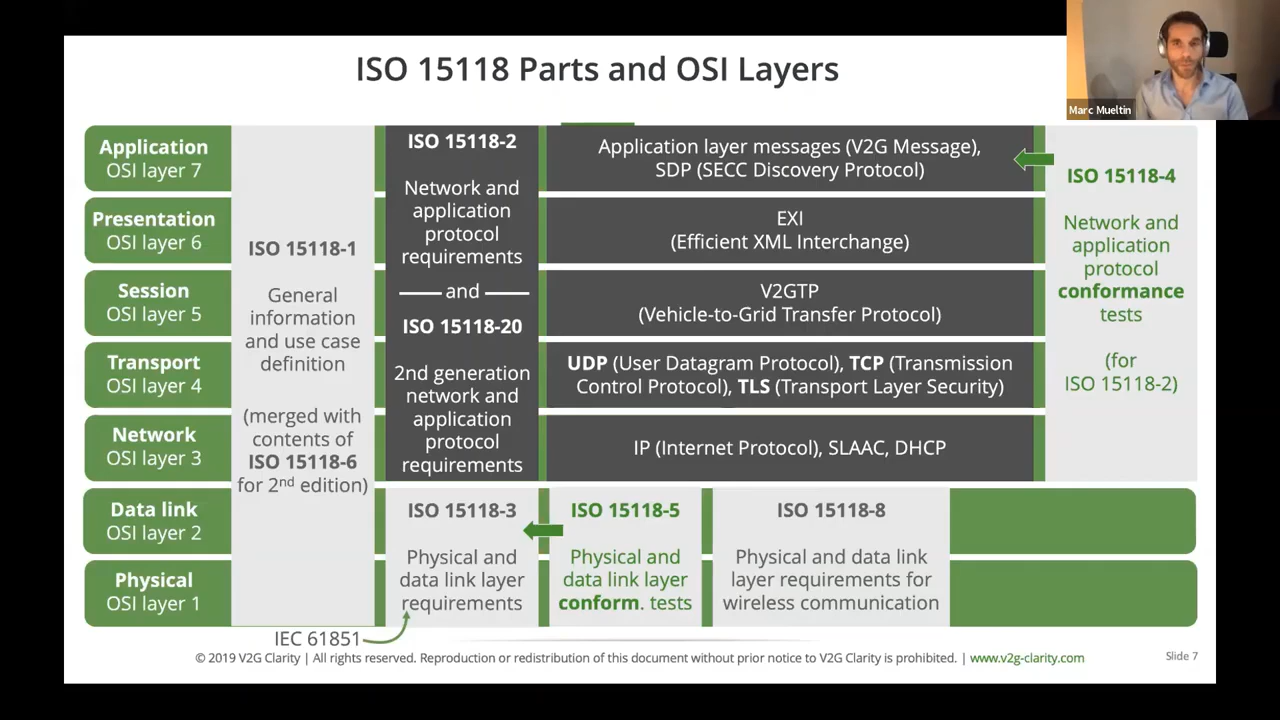 ISO 15118 Parts and OSI Layers
Marc Mueltin
Application
OSI layer 7
Presentation
OSI layer 6
Session
OSI layer 5
Transport
OSI layer 4
Network
OSI layer 3
Data link
OSI layer 2
Physical
OSI layer 1
ISO 15118-1
General
information
and use case
definition
(merged with
contents of
ISO 15118-6
for 2nd edition)
ISO 15118-2
Network and
application
protocol
requirements
and
ISO 15118-20
2nd generation
network and
application
protocol
requirements
Application layer messages (V2G Message),
SDP (SECC Discovery Protocol)
EXI
(Efficient XML Interchange)
V2GTP
(Vehicle-to-Grid Transfer Protocol)
UDP (User Datagram Protocol), TCP (Transmission
Control Protocol), TLS (Transport Layer Security)
IP (Internet Protocol), SLAAC, DHCP
ISO 15118-4
Network and
application
protocol
conformance
tests
(for
ISO 15118-2)
ISO 15118-3
Physical and
data link layer
requirements
ISO 15118-5
Physical and
data link layer
conform. tests
ISO 15118-8
Physical and data link
layer requirements for
wireless communication
IEC 61851
© 2019 V2G Clarity | All rights reserved. Reproduction or redistribution of this document without prior notice to V2G Clarity is prohibited. | www.v2g-clarity.com
Slide 7